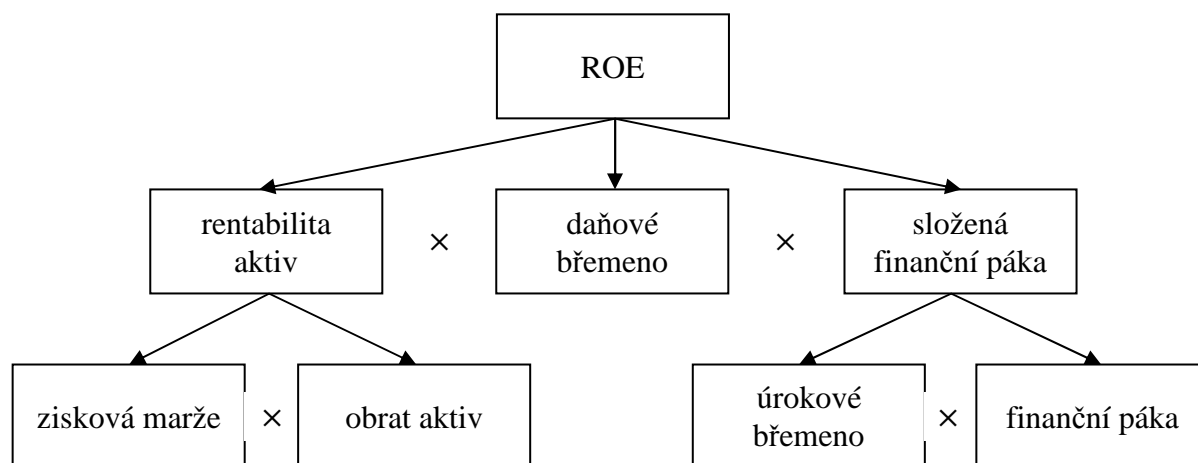 ROE
rentabilita
aktiv
×
daňové
břemeno
×
složená
finanční páka
zisková marže
×
obrat aktiv
úrokové
břemeno
×
finanční páka